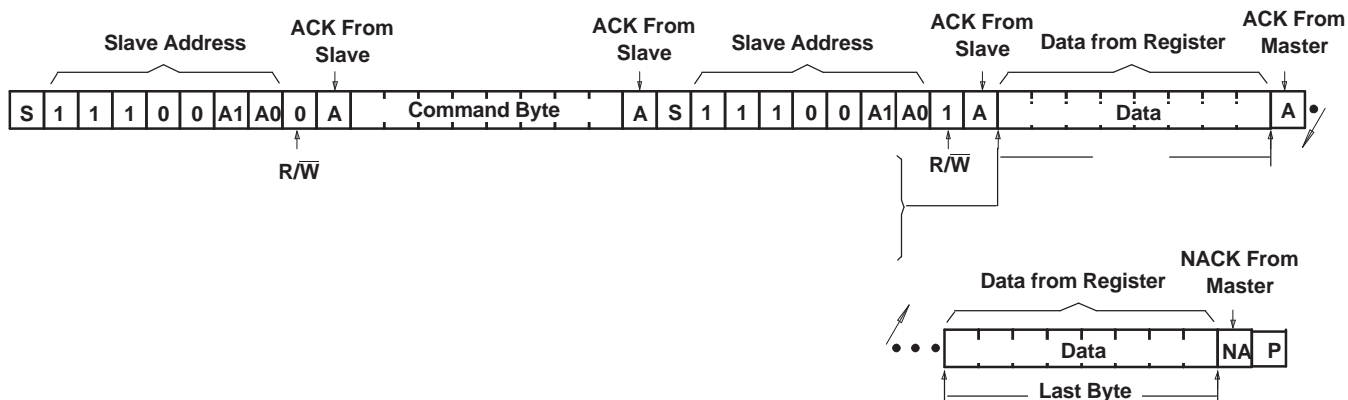 Slave Address
ACK From
Slave
ACK From
Slave
Slave Address
ACK From
Slave
Data from Register
ACK From
Master
S 1 1 1 0 0 A1 A0 0 A Command Byte A S 1 1 1 0 0 A1 A0 1 A Data A
R/W̅
R/W̅
Data from Register
NACK From
Master
Data NA P
Last Byte